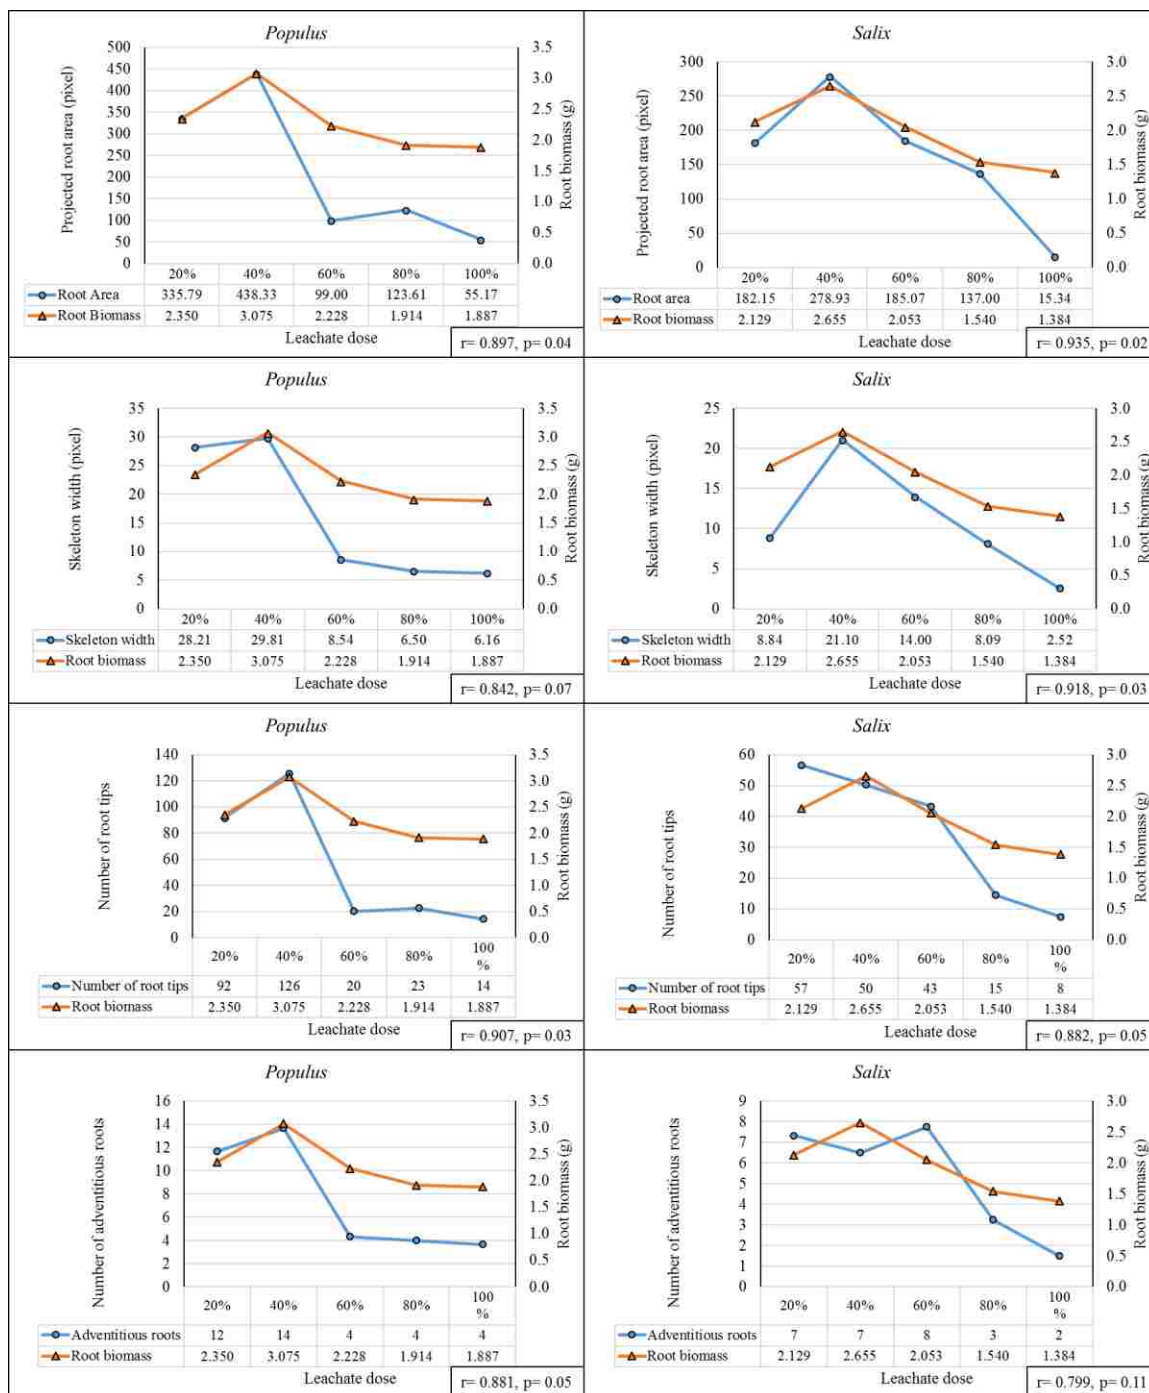 Populus
Projected root area (pixel)
500
450
400
350
300
250
200
150
100
50
0
3.5
3.0
2.5
2.0
1.5
1.0
0.5
0.0
Root biomass (g)
20% 40% 60% 80% 100%
Root Area 335.79 438.33 99.00 123.61 55.17
Root Biomass 2.350 3.075 2.228 1.914 1.887
Leachate dose
r= 0.897, p= 0.04
Salix
Projected root area (pixel)
300
250
200
150
100
50
0
3.5
3.0
2.5
2.0
1.5
1.0
0.5
0.0
Root biomass (g)
20% 40% 60% 80% 100%
Root area 182.15 278.93 185.07 137.00 15.34
Root biomass 2.129 2.655 2.053 1.540 1.384
Leachate dose
r= 0.935, p= 0.02
Populus
Skeleton width (pixel)
35
30
25
20
15
10
5
0
3.5
3.0
2.5
2.0
1.5
1.0
0.5
0.0
Root biomass (g)
20% 40% 60% 80% 100%
Skeleton width 28.21 29.81 8.54 6.50 6.16
Root biomass 2.350 3.075 2.228 1.914 1.887
Leachate dose
r= 0.842, p= 0.07
Salix
Skeleton width (pixel)
25
20
15
10
5
0
3.0
2.5
2.0
1.5
1.0
0.5
0.0
Root biomass (g)
20% 40% 60% 80% 100%
Skeleton width 8.84 21.10 14.00 8.09 2.52
Root biomass 2.129 2.655 2.053 1.540 1.384
Leachate dose
r= 0.918, p= 0.03
Populus
Number of root tips
140
120
100
80
60
40
20
0
3.5
3.0
2.5
2.0
1.5
1.0
0.5
0.0
Root biomass (g)
20% 40% 60% 80% 100
%
Number of root tips 92 126 20 23 14
Root biomass 2.350 3.075 2.228 1.914 1.887
Leachate dose
r= 0.907, p= 0.03
Salix
Number of root tips
60
50
40
30
20
10
0
3.0
2.5
2.0
1.5
1.0
0.5
0.0
Root biomass (g)
20% 40% 60% 80% 100%
Number of root tips 57 50 43 15 8
Root biomass 2.129 2.655 2.053 1.540 1.384
Leachate dose
r= 0.882, p= 0.05
Populus
Number of adventitious roots
16
14
12
10
8
6
4
2
0
3.5
3.0
2.5
2.0
1.5
1.0
0.5
0.0
Root biomass (g)
20% 40% 60% 80% 100
%
Adventitious roots 12 14 4 4 4
Root biomass 2.350 3.075 2.228 1.914 1.887
Leachate dose
r= 0.881, p= 0.05
Salix
Number of adventitious roots
9
8
7
6
5
4
3
2
1
0
3.0
2.5
2.0
1.5
1.0
0.5
0.0
Root biomass (g)
20% 40% 60% 80% 100
%
Adventitious roots 7 7 8 3 2
Root biomass 2.129 2.655 2.053 1.540 1.384
Leachate dose
r= 0.799, p= 0.11